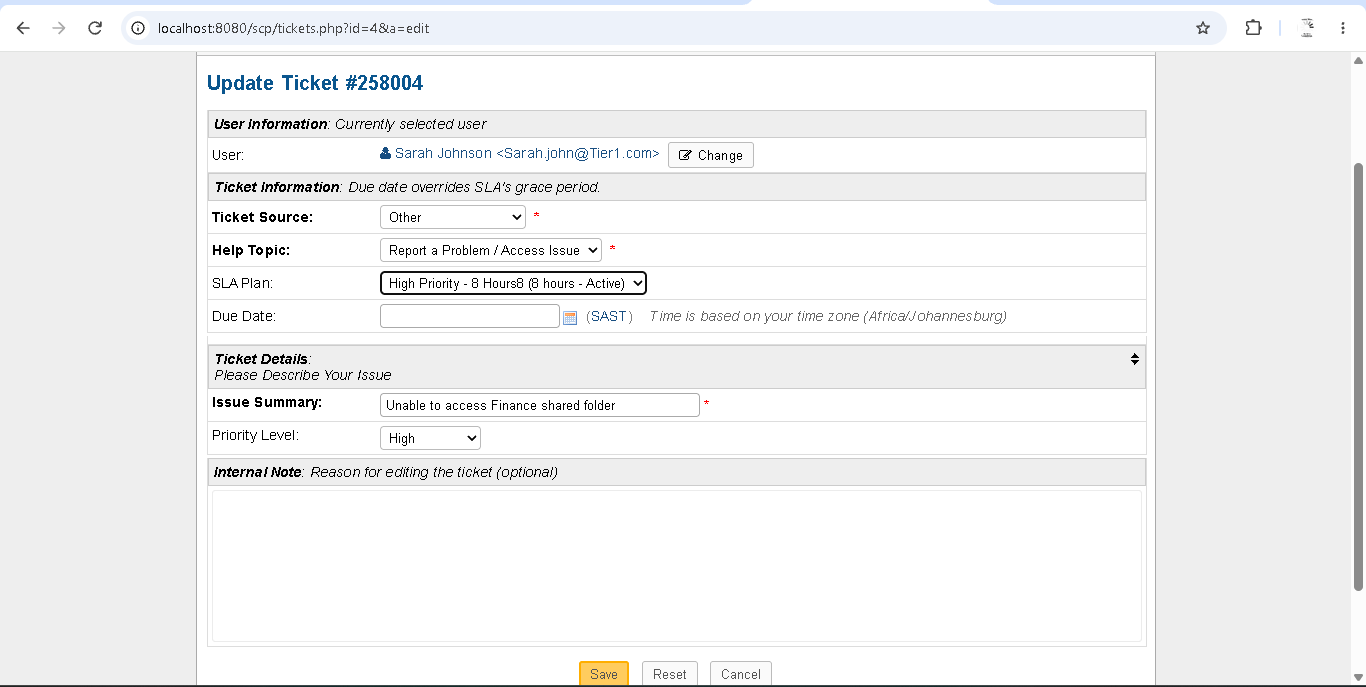 localhost:8080/scp/tickets.php?id=4&a=edit
Update Ticket #258004
User Information: Currently selected user
User: Sarah Johnson <Sarah.john@Tier1.com> Change
Ticket Information: Due date overrides SLA's grace period.
Ticket Source: Other *
Help Topic: Report a Problem / Access Issue *
SLA Plan: High Priority - 8 Hours8 (8 hours - Active)
Due Date: (SAST) Time is based on your time zone (Africa/Johannesburg)
Ticket Details:
Please Describe Your Issue
Issue Summary: Unable to access Finance shared folder *
Priority Level: High
Internal Note: Reason for editing the ticket (optional)
Save Reset Cancel